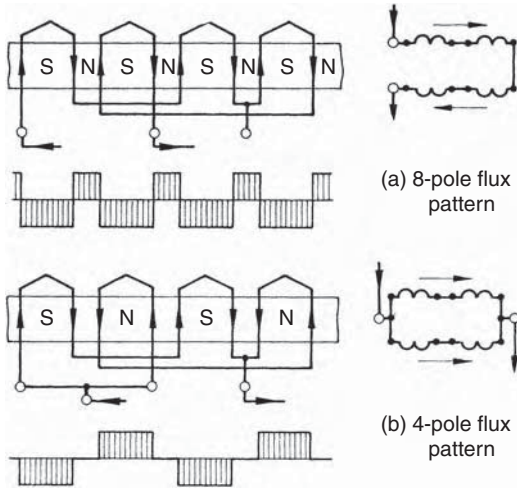 S N S N S N S N
(a) 8-pole flux
pattern
S N S N
(b) 4-pole flux
pattern